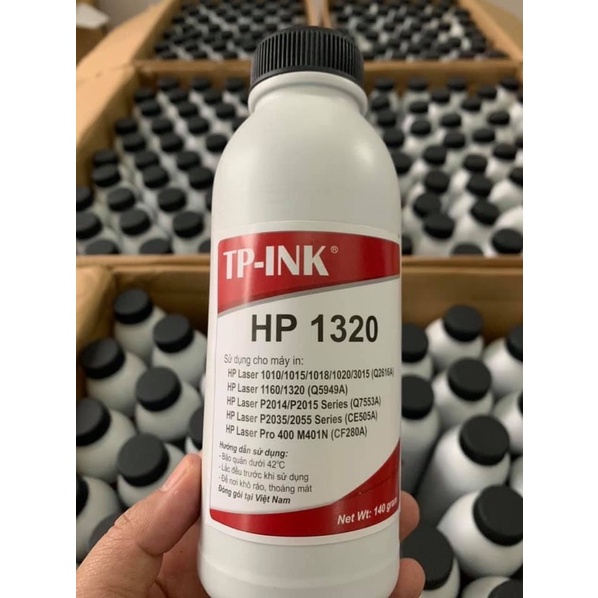 TP-INK®
HP 1320
Sử dụng cho máy in:
HP Laser 1010/1015/1018/1020/3015 (Q2616A)
HP Laser 1160/1320 (Q5949A)
HP Laser P2014/P2015 Series (Q7553A)
HP Laser P2035/2055 Series (CE505A)
HP Laser Pro 400 M401N (CF280A)
Hướng dẫn sử dụng:
- Bảo quản dưới 42°C
- Lắc đều trước khi sử dụng
- Để nơi khô ráo, thoáng mát
Đóng gói tại Việt Nam
Net Wt: 140 gram.